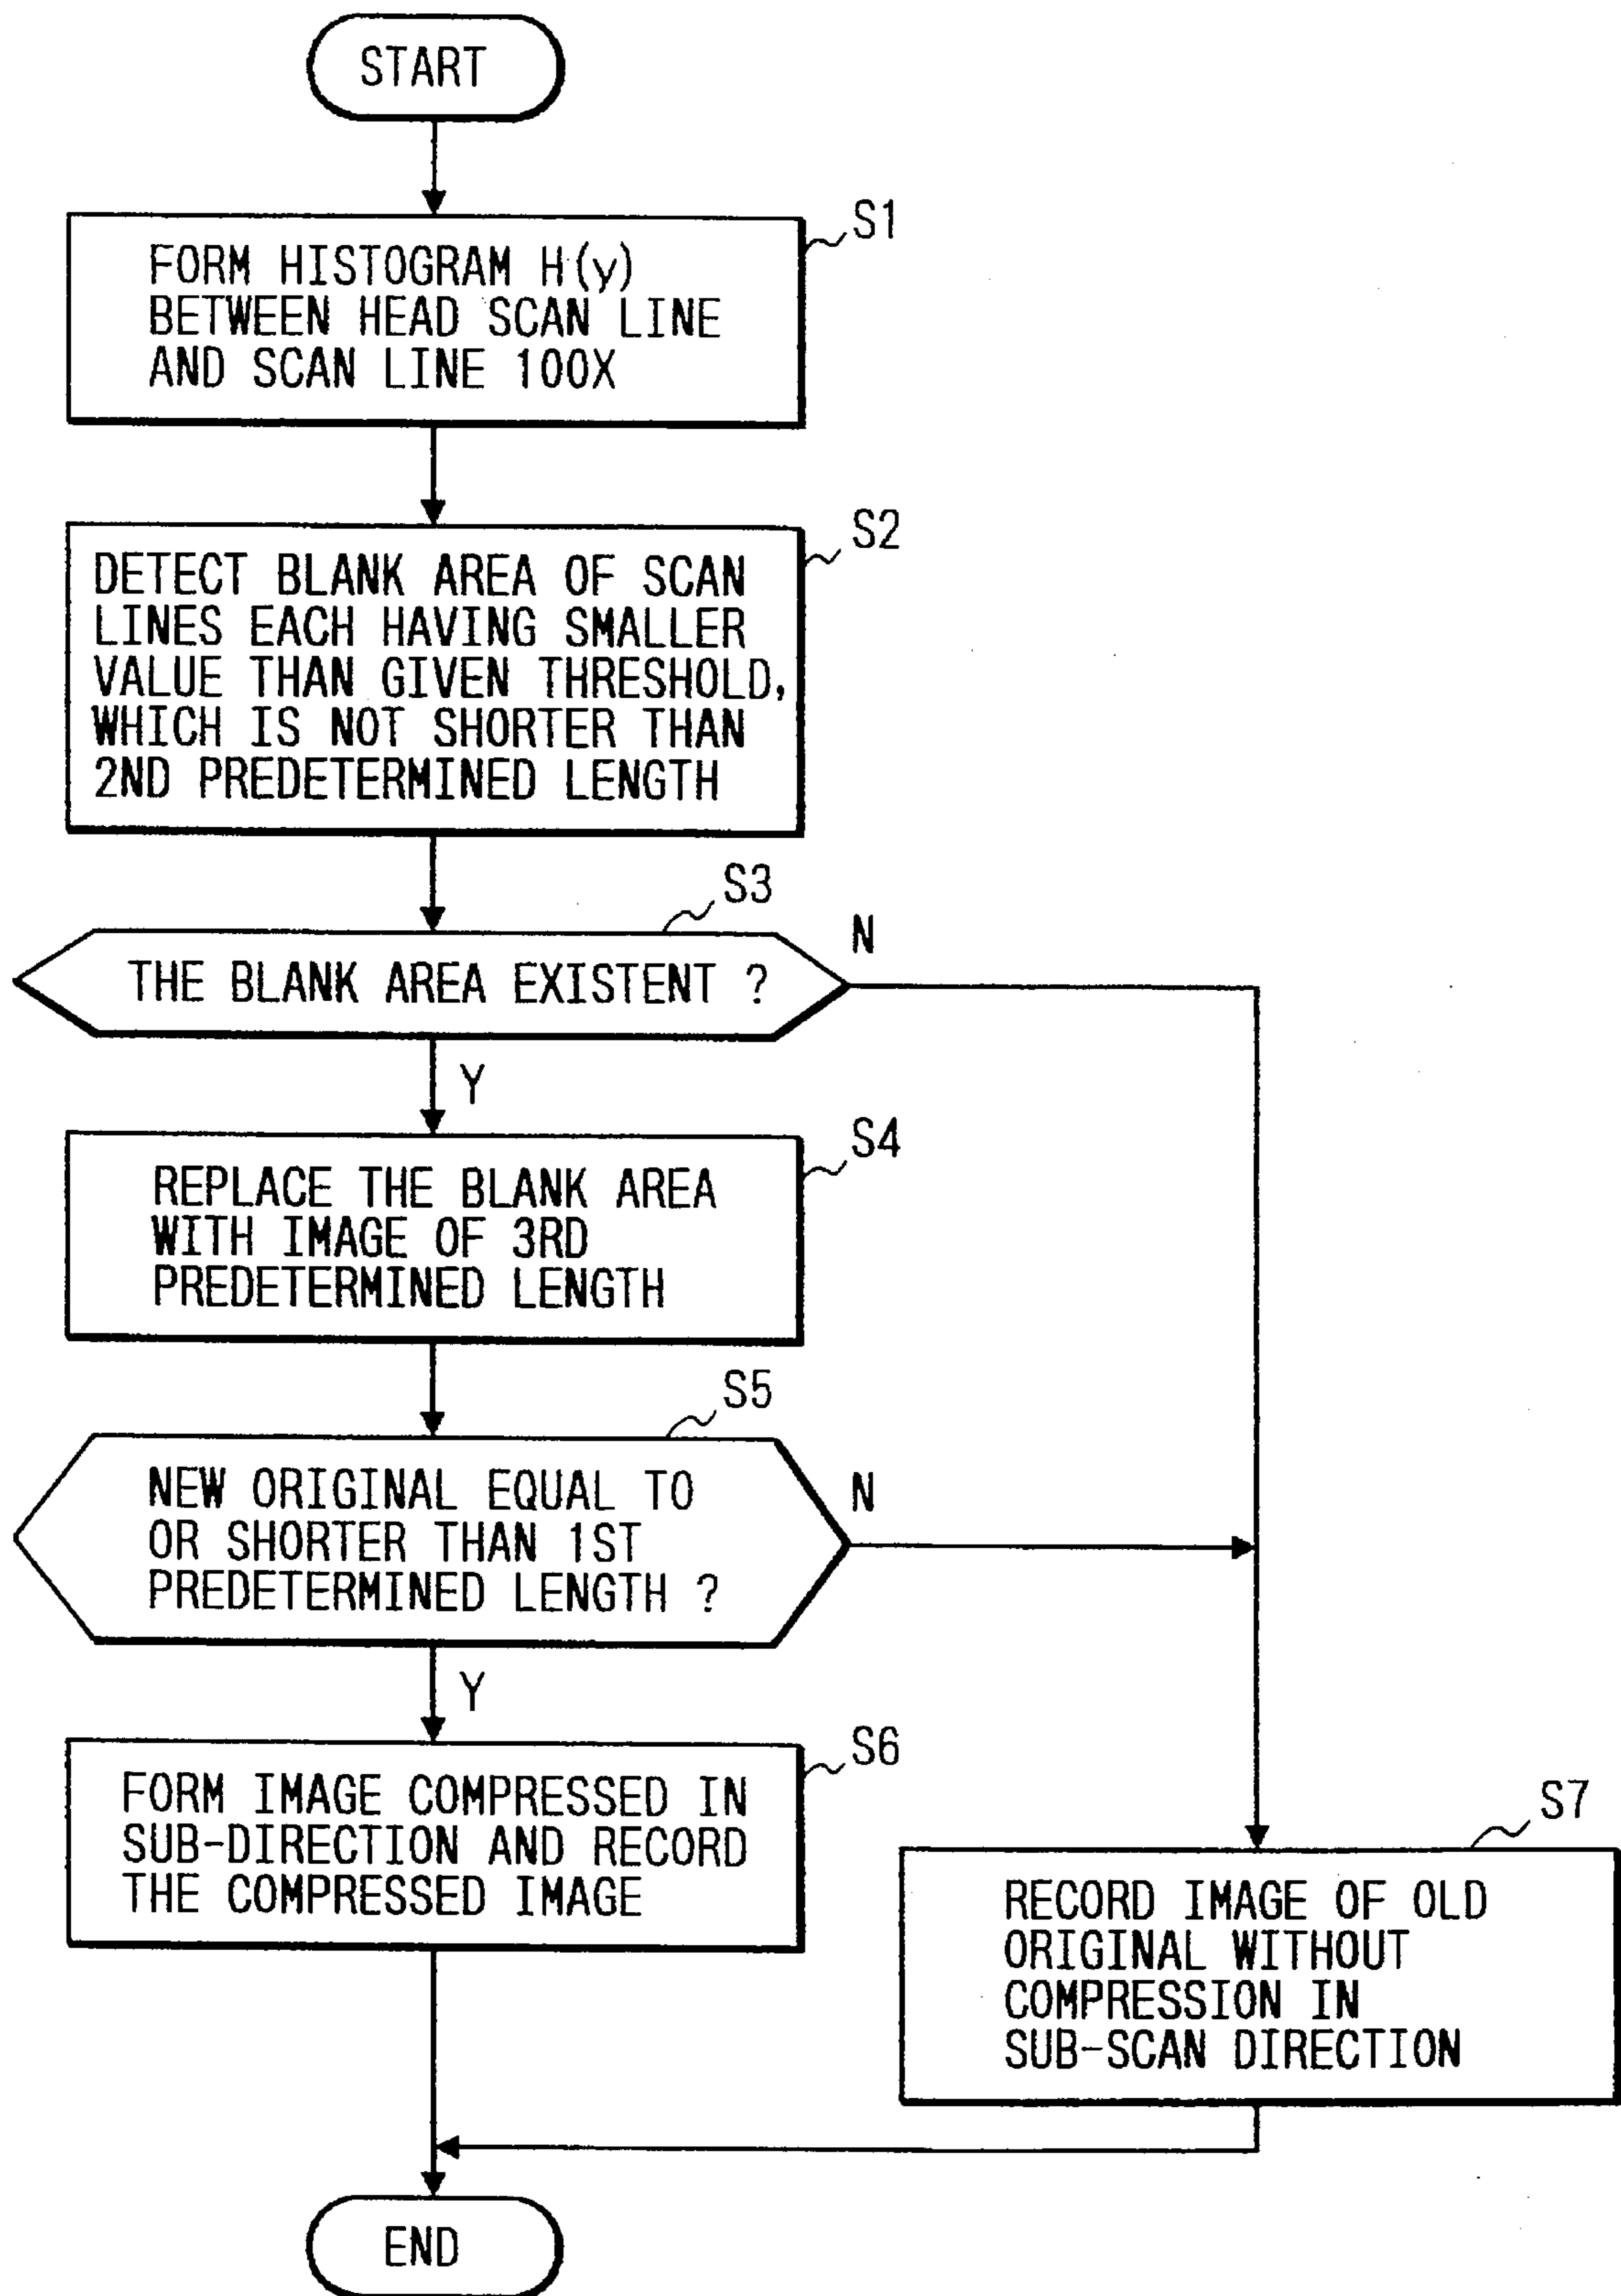 START
S1
FORM HISTOGRAM H(y)
BETWEEN HEAD SCAN LINE
AND SCAN LINE 100X
S2
DETECT BLANK AREA OF SCAN
LINES EACH HAVING SMALLER
VALUE THAN GIVEN THRESHOLD,
WHICH IS NOT SHORTER THAN
2ND PREDETERMINED LENGTH
S3
THE BLANK AREA EXISTENT ?
N
Y
S4
REPLACE THE BLANK AREA
WITH IMAGE OF 3RD
PREDETERMINED LENGTH
S5
NEW ORIGINAL EQUAL TO
OR SHORTER THAN 1ST
PREDETERMINED LENGTH ?
N
Y
S6
FORM IMAGE COMPRESSED IN
SUB-DIRECTION AND RECORD
THE COMPRESSED IMAGE
S7
RECORD IMAGE OF OLD
ORIGINAL WITHOUT
COMPRESSION IN
SUB-SCAN DIRECTION
END